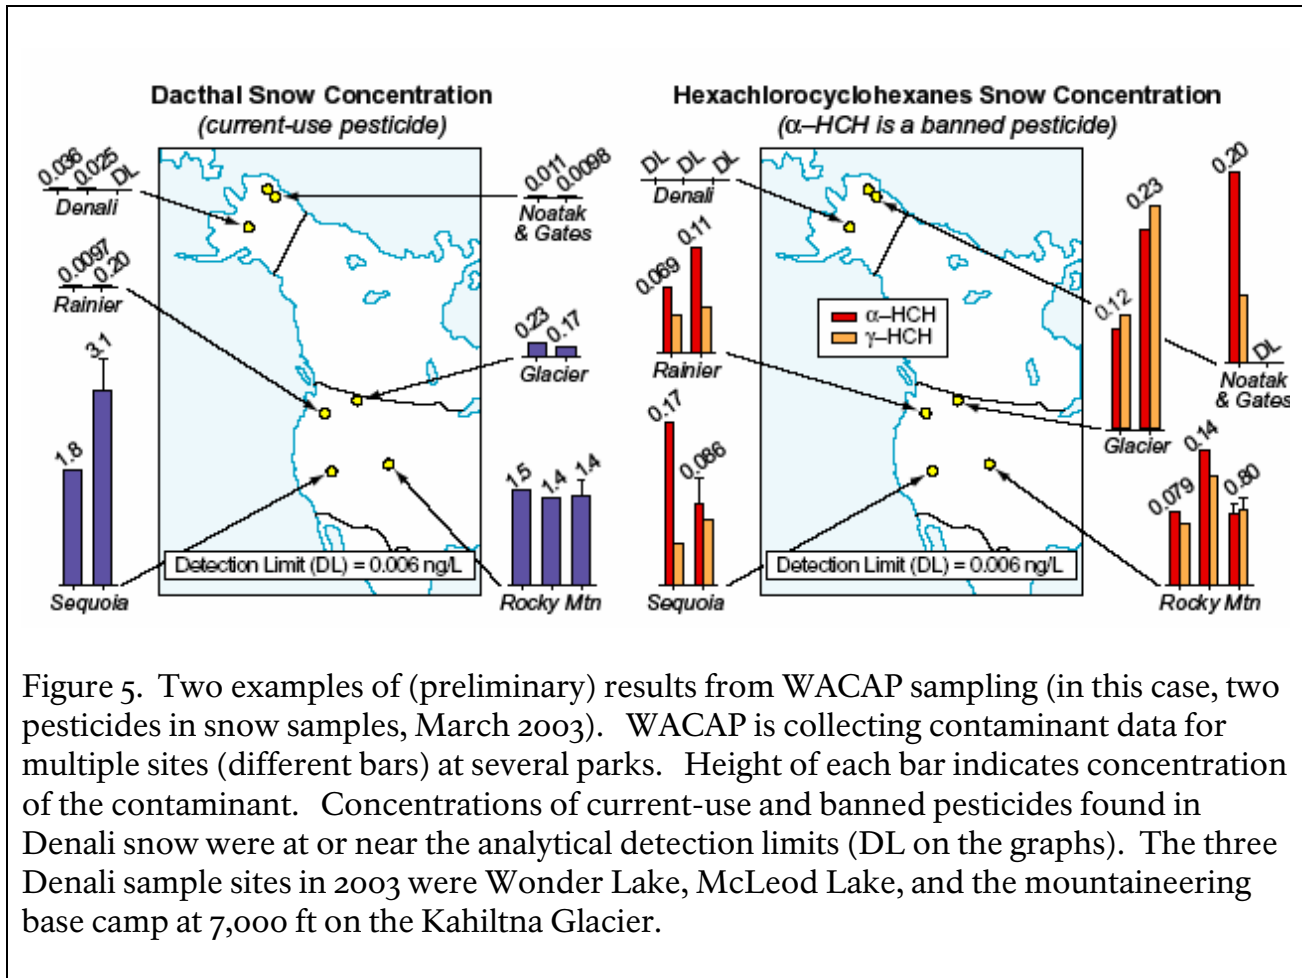 Dacthal Snow Concentration
(current-use pesticide)
0.036 0.025 DL
Denali
0.011 0.0098
Noatak
& Gates
0.0097 0.20
Rainier
0.23 0.17
Glacier
1.8 3.1
Sequoia
1.5 1.4 1.4
Rocky Mtn
Detection Limit (DL) = 0.006 ng/L
Hexachlorocyclohexanes Snow Concentration
(α–HCH is a banned pesticide)
DL DL DL
Denali
0.069 0.11
Rainier
α–HCH
γ–HCH
0.12 0.23
Glacier
0.20 DL
Noatak
& Gates
0.17 0.086
Sequoia
0.079 0.14 0.80
Rocky Mtn
Detection Limit (DL) = 0.006 ng/L
Figure 5. Two examples of (preliminary) results from WACAP sampling (in this case, two
pesticides in snow samples, March 2003). WACAP is collecting contaminant data for
multiple sites (different bars) at several parks. Height of each bar indicates concentration
of the contaminant. Concentrations of current-use and banned pesticides found in
Denali snow were at or near the analytical detection limits (DL on the graphs). The three
Denali sample sites in 2003 were Wonder Lake, McLeod Lake, and the mountaineering
base camp at 7,000 ft on the Kahiltna Glacier.